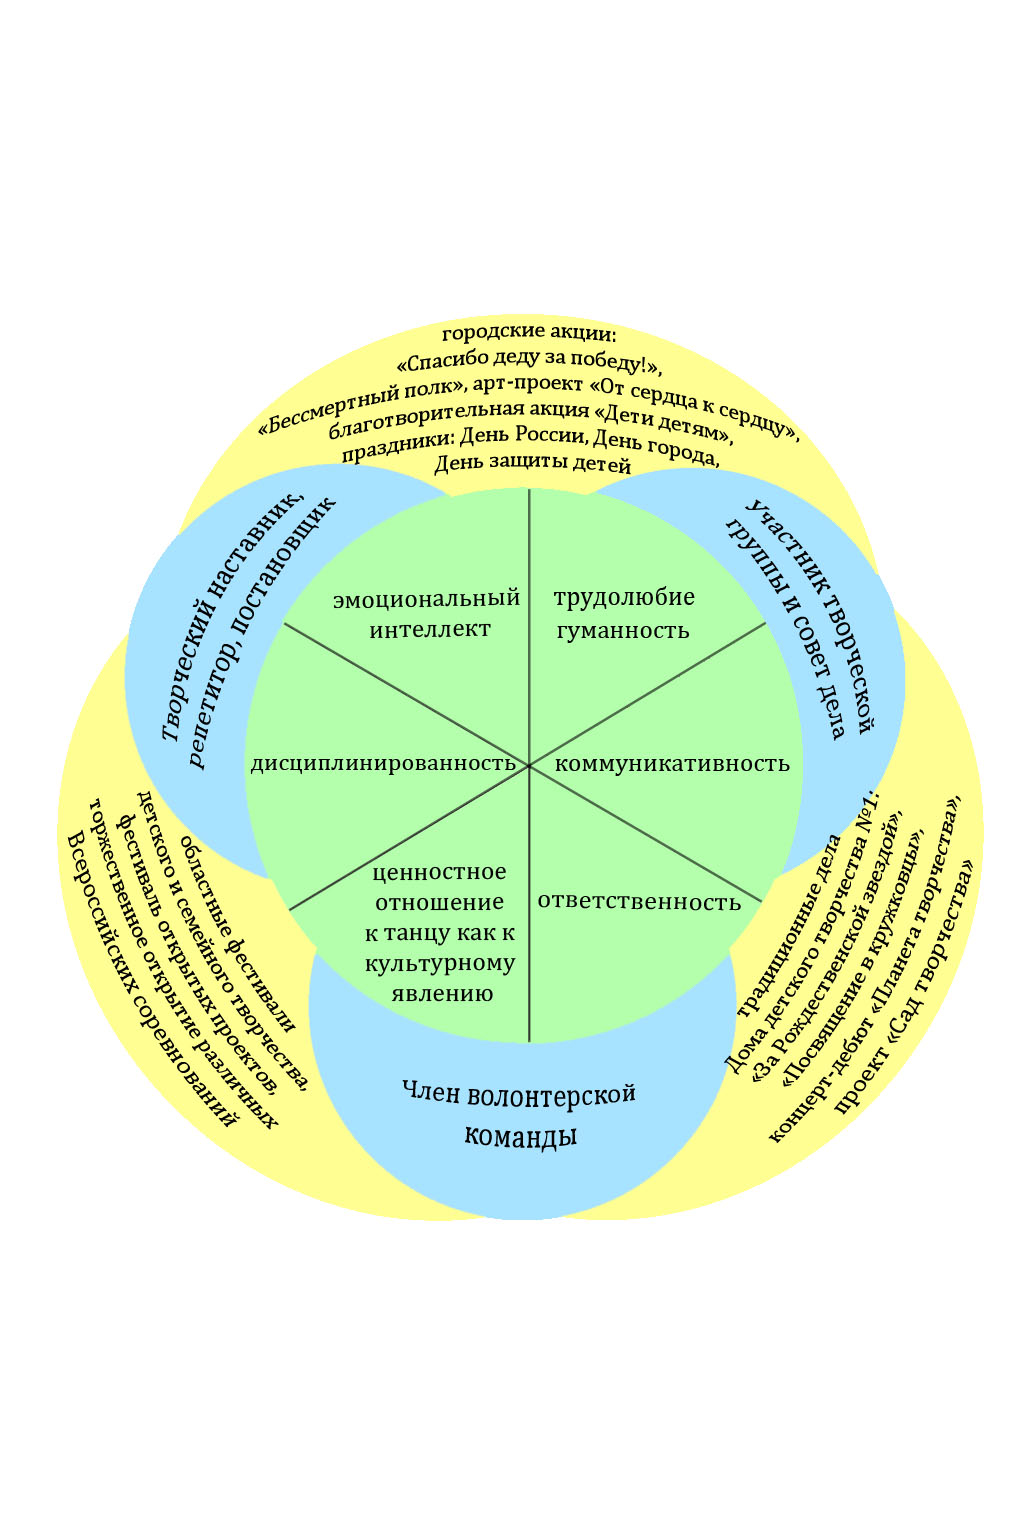 городские акции:
«Спасибо деду за победу!»,
«Бессмертный полк», арт-проект «От сердца к сердцу»,
благотворительная акция «Дети детям»,
праздники: День России, День города,
День защиты детей
Творческий наставник,
репетитор, постановщик
Участник творческой
группы и совет дела
эмоциональный
интеллект
трудолюбие
гуманность
дисциплинированность
коммуникативность
ценностное
отношение
к танцу как к
культурному
явлению
ответственность
областные фестивали
детского и семейного творчества,
фестиваль открытых проектов,
торжественное открытие различных
Всероссийских соревнований
традиционные дела
Дома детского творчества №1:
«За Рождественской звездой»,
«Посвящение в кружковцы»,
концерт-дебют «Планета творчества»,
проект «Сад творчества»
Член волонтерской
команды